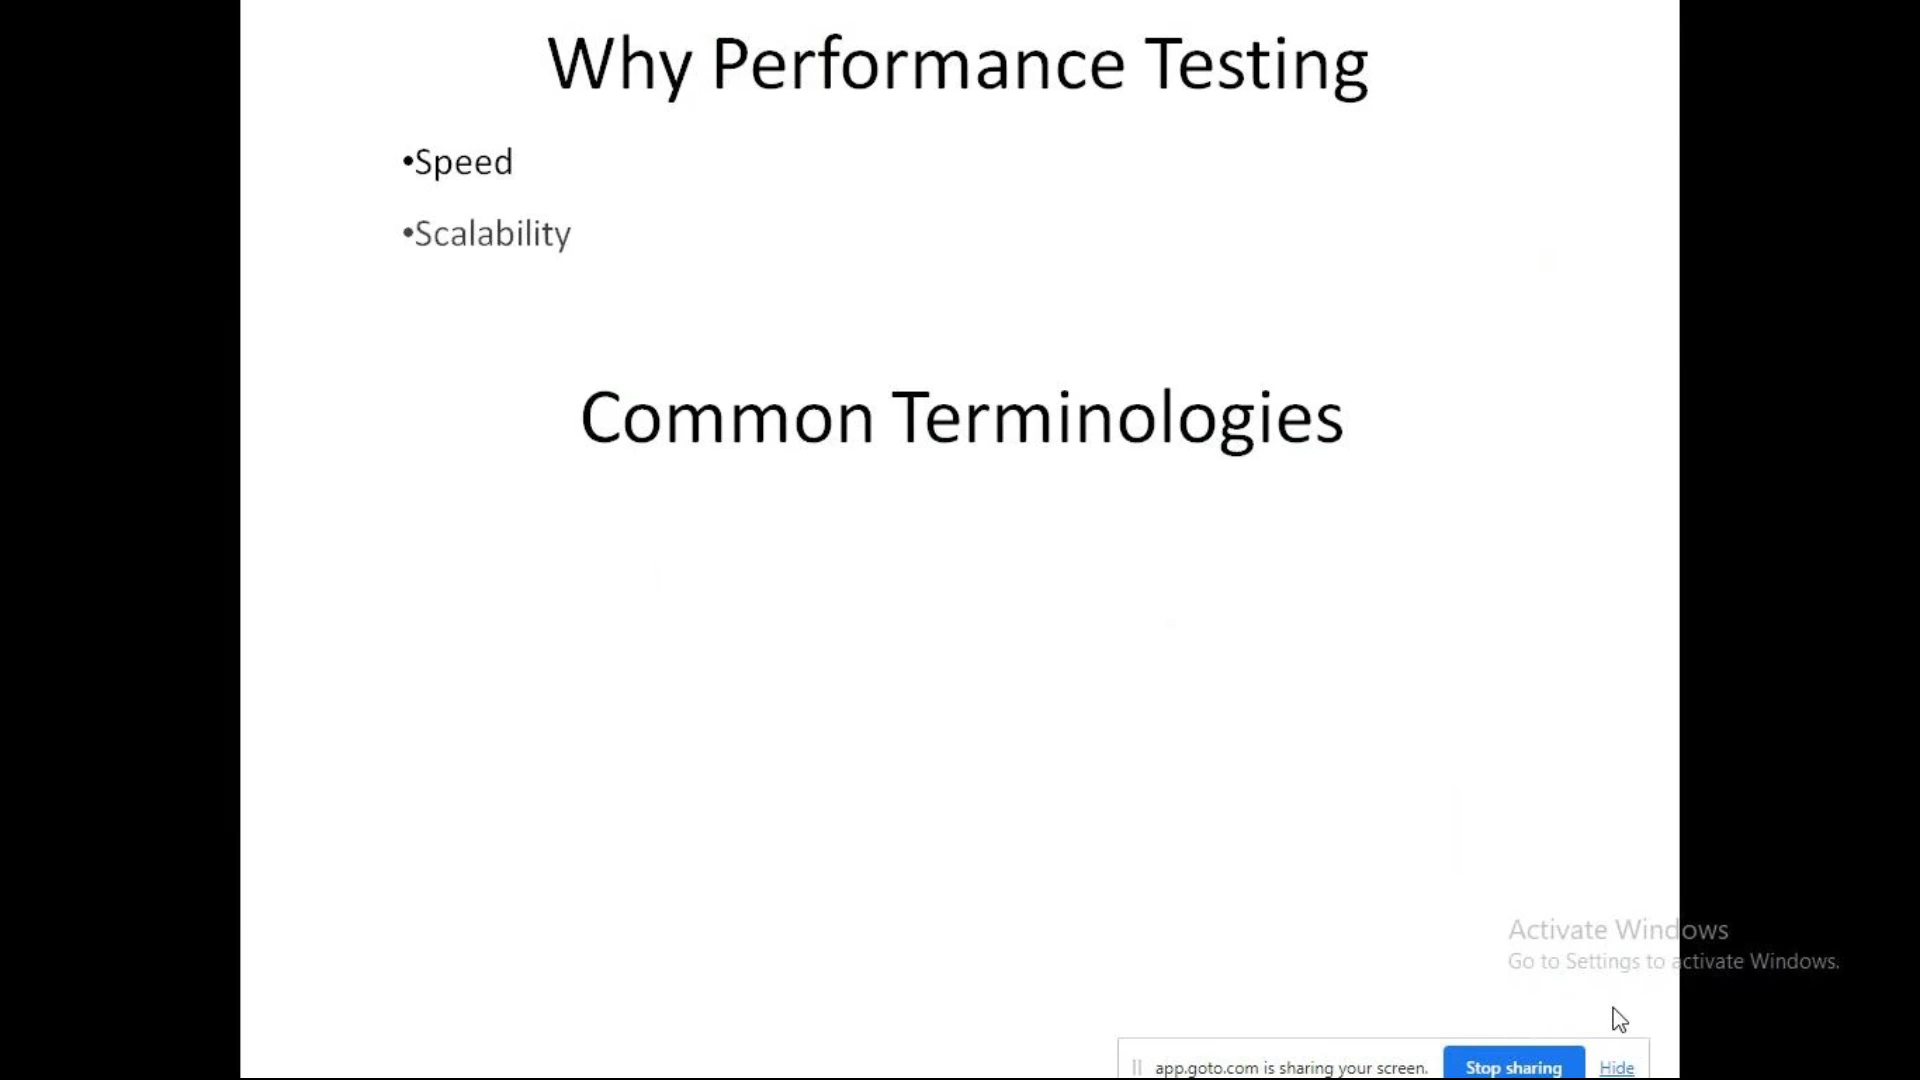 Why Performance Testing
•Speed
•Scalability
Common Terminologies
Activate Windows
Go to Settings to activate Windows.
app.goto.com is sharing your screen.
Stop sharing
Hide